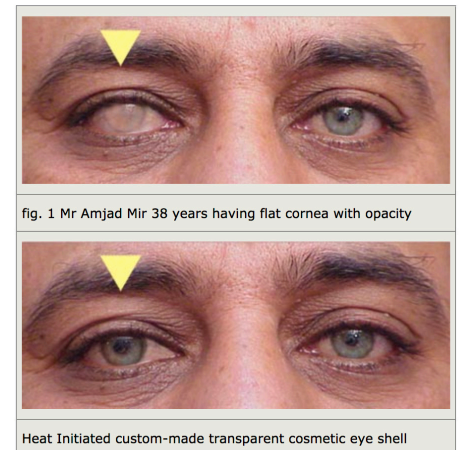 fig. 1 Mr Amjad Mir 38 years having flat cornea with opacity
Heat Initiated custom-made transparent cosmetic eye shell